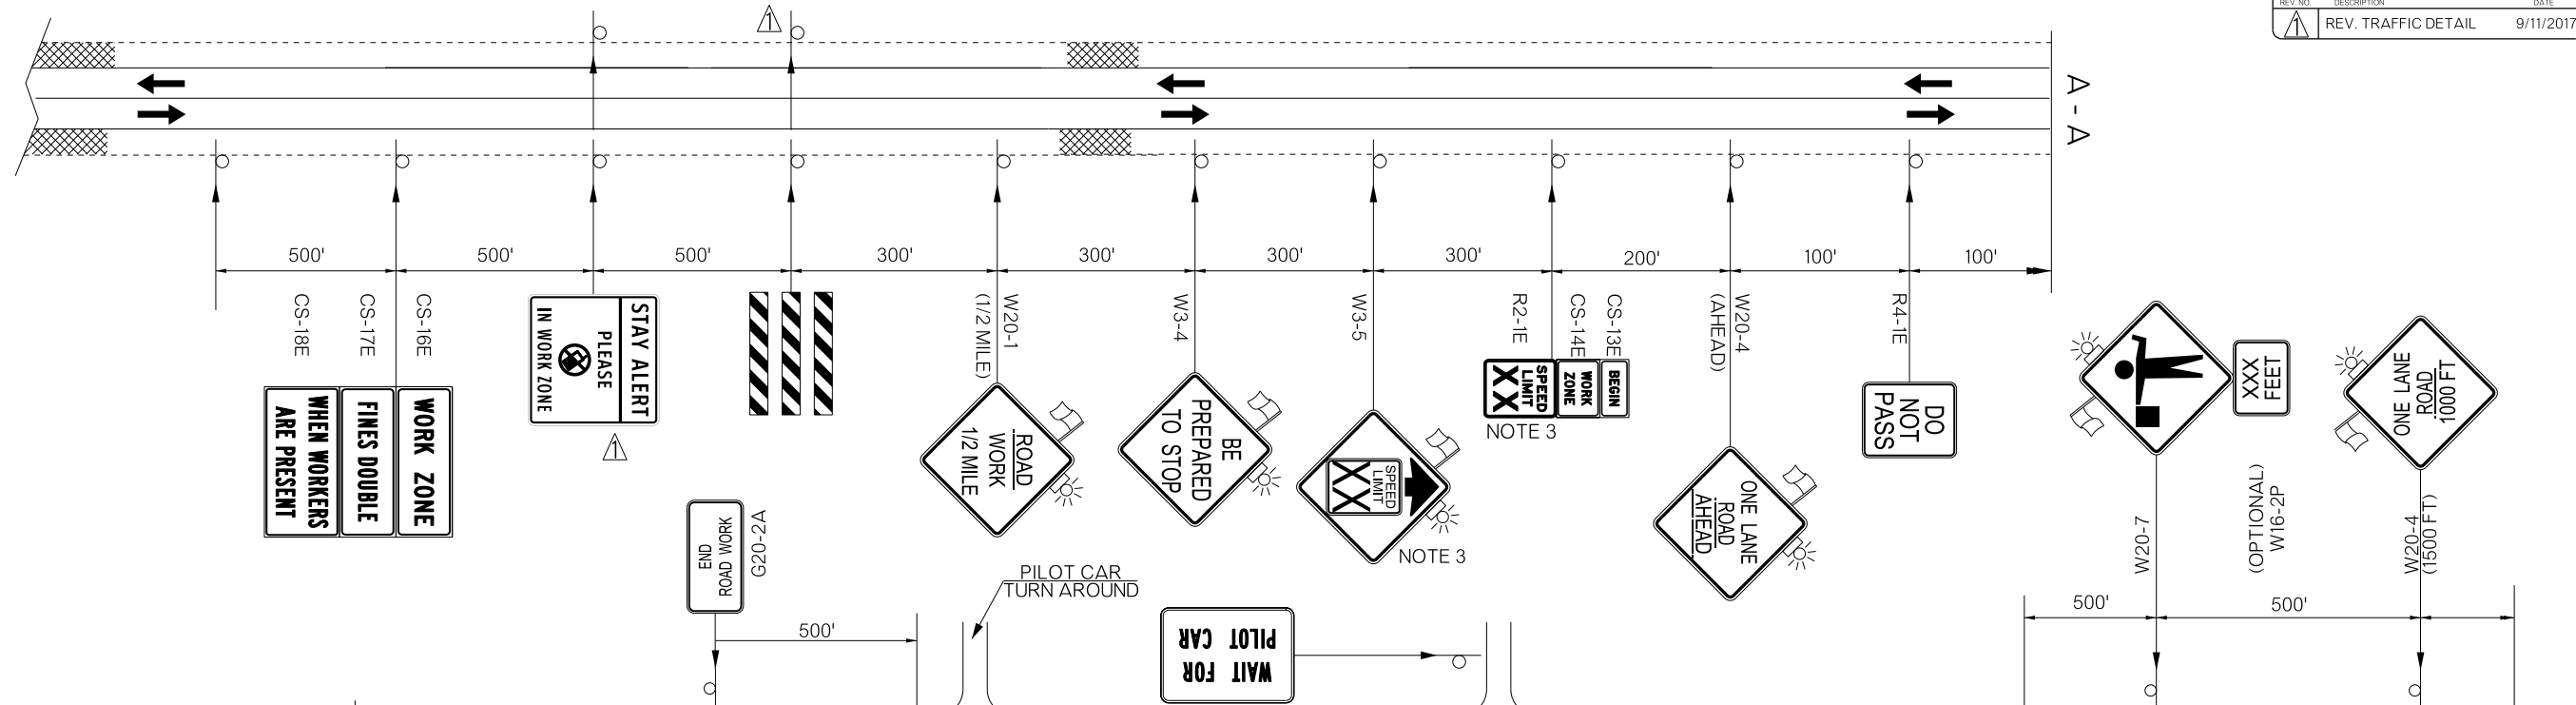 REV. NO. DESCRIPTION DATE
1 REV. TRAFFIC DETAIL 9/11/2017
1
A - A
500'
500'
500'
300'
300'
300'
300'
200'
100'
100'
CS-18E
CS-17E
CS-16E
WORK ZONE
FINES DOUBLE
WHEN WORKERS
ARE PRESENT
STAY ALERT
PLEASE
IN WORK ZONE
1
W20-1
(1/2 MILE)
ROAD
WORK
1/2 MILE
W3-4
BE
PREPARED
TO STOP
W3-5
SPEED
LIMIT
XX
NOTE 3
R2-1E
CS-14E
CS-13E
BEGIN
WORK
ZONE
SPEED
LIMIT
XX
NOTE 3
W20-4
(AHEAD)
ONE LANE
ROAD
AHEAD
R4-1E
DO
NOT
PASS
XXXX
FEET
(OPTIONAL)
W16-2P
W20-7
ONE LANE
ROAD
1000 FT
W20-4
(1500 FT)
500'
500'
END
ROAD WORK
G20-2A
500'
PILOT CAR
TURN AROUND
WAIT FOR
PILOT CAR